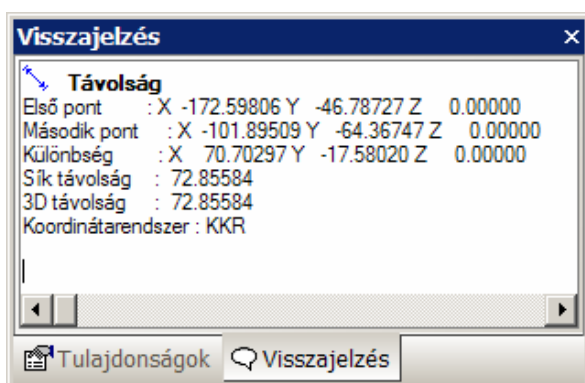 Visszajelzés
Távolság
Első pont : X -172.59806 Y -46.78727 Z 0.00000
Második pont : X -101.89509 Y -64.36747 Z 0.00000
Különbség : X 70.70297 Y -17.58020 Z 0.00000
Sík távolság : 72.85584
3D távolság : 72.85584
Koordinátarendszer : KKR
Tulajdonságok Visszajelzés